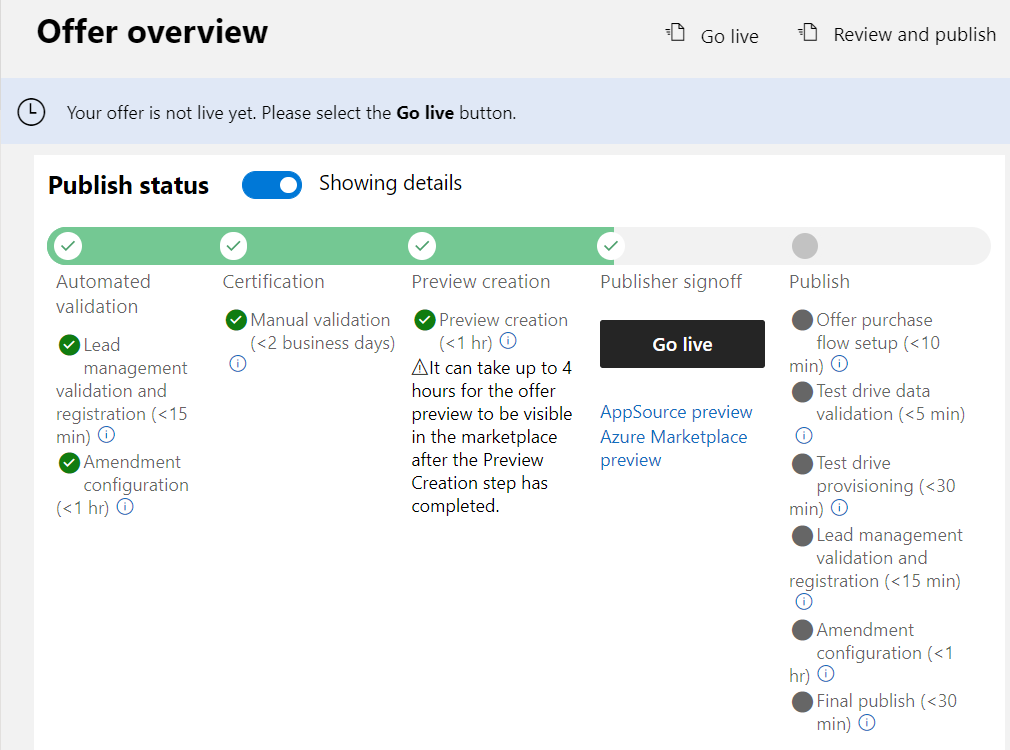 Offer overview
Go live
Review and publish
Your offer is not live yet. Please select the Go live button.
Publish status
Showing details
Automated
validation
Lead
management
validation and
registration (<15
min)
Amendment
configuration
(<1 hr)
Certification
Manual validation
(<2 business days)
Preview creation
Preview creation
(<1 hr)
⚠It can take up to 4
hours for the offer
preview to be visible
in the marketplace
after the Preview
Creation step has
completed.
Publisher signoff
Go live
AppSource preview
Azure Marketplace
preview
Publish
Offer purchase
flow setup (<10
min)
Test drive data
validation (<5 min)
Test drive
provisioning (<30
min)
Lead management
validation and
registration (<15 min)
Amendment
configuration (<1
hr)
Final publish (<30
min)